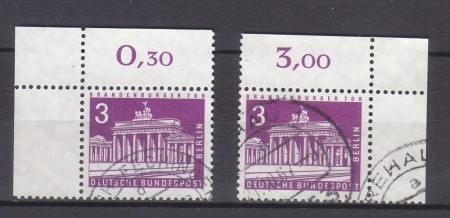 0,30
BRANDENBURGER TOR
3
BERLIN
DEUTSCHE BUNDESPOST
3,00
BRANDENBURGER TOR
3
BERLIN
DEUTSCHE BUNDESPOST